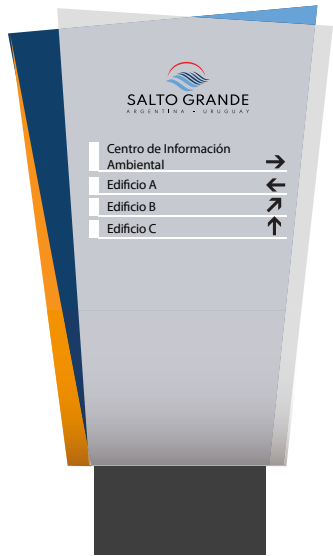 SALTO GRANDE
ARGENTINA - URUGUAY
Centro de Información
Ambiental
Edificio A
Edificio B
Edificio C